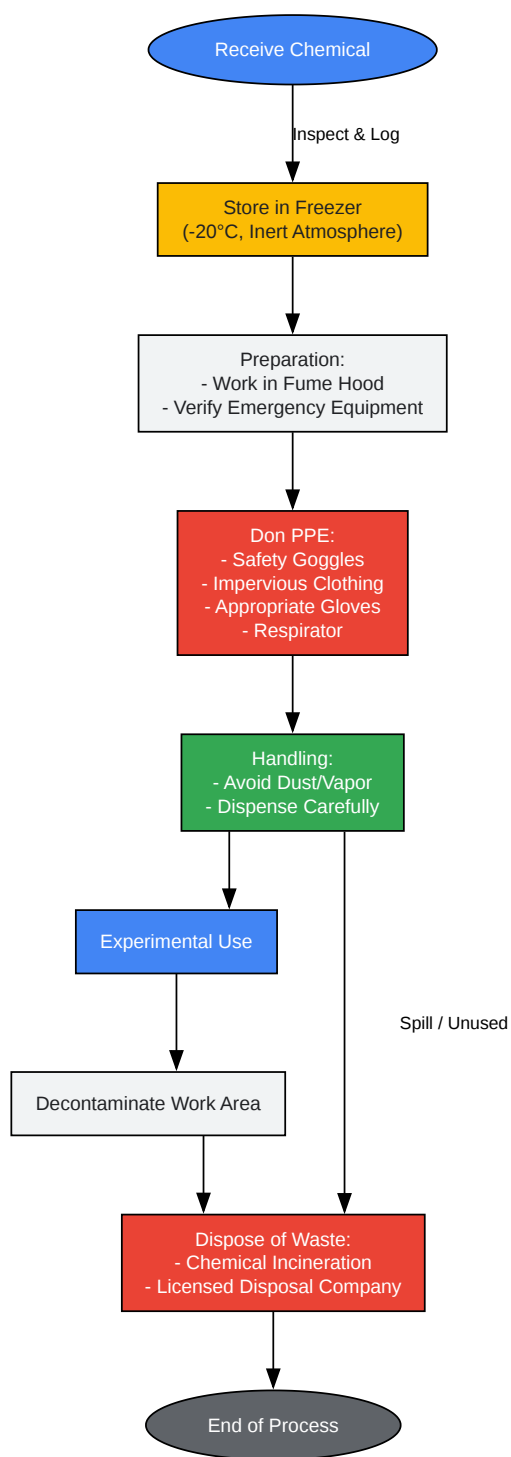 Receive Chemical
Inspect & Log
Store in Freezer
(-20°C, Inert Atmosphere)
Preparation:
- Work in Fume Hood
- Verify Emergency Equipment
Don PPE:
- Safety Goggles
- Impervious Clothing
- Appropriate Gloves
- Respirator
Handling:
- Avoid Dust/Vapor
- Dispense Carefully
Experimental Use
Spill / Unused
Decontaminate Work Area
Dispose of Waste:
- Chemical Incineration
- Licensed Disposal Company
End of Process